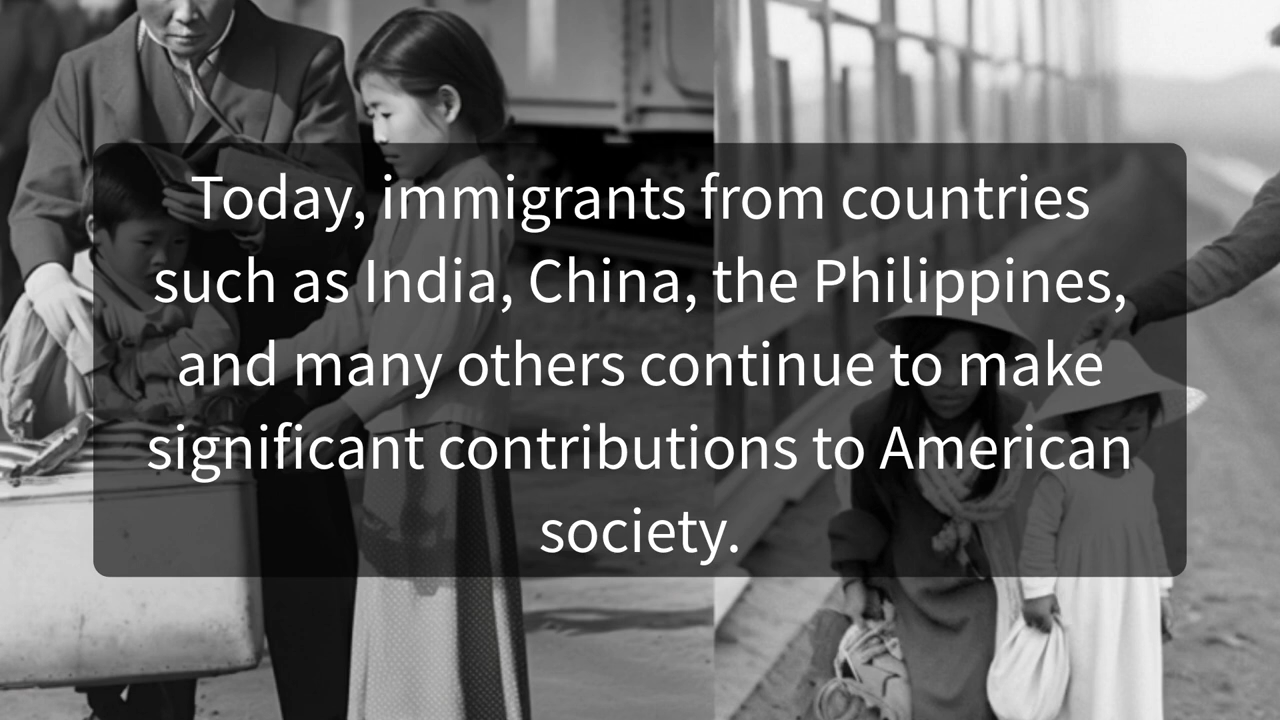 Today, immigrants from countries
such as India, China, the Philippines,
and many others continue to make
significant contributions to American
society.